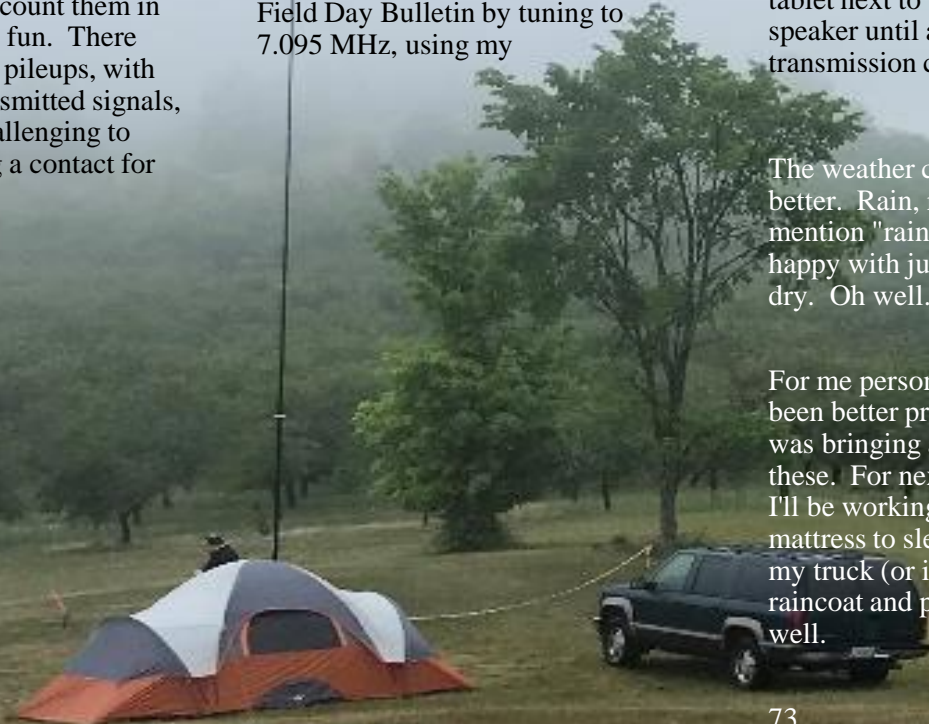 count them in
fun. There
pileups, with
smitted signals,
allenging to
g a contact for
Field Day Bulletin by tuning to
7.095 MHz, using my
tablet next to
speaker until a
transmission c
The weather c
better. Rain,
mention "rain
happy with ju
dry. Oh well.
For me person
been better pr
was bringing
these. For nex
I'll be working
mattress to sle
my truck (or i
raincoat and p
well.
73